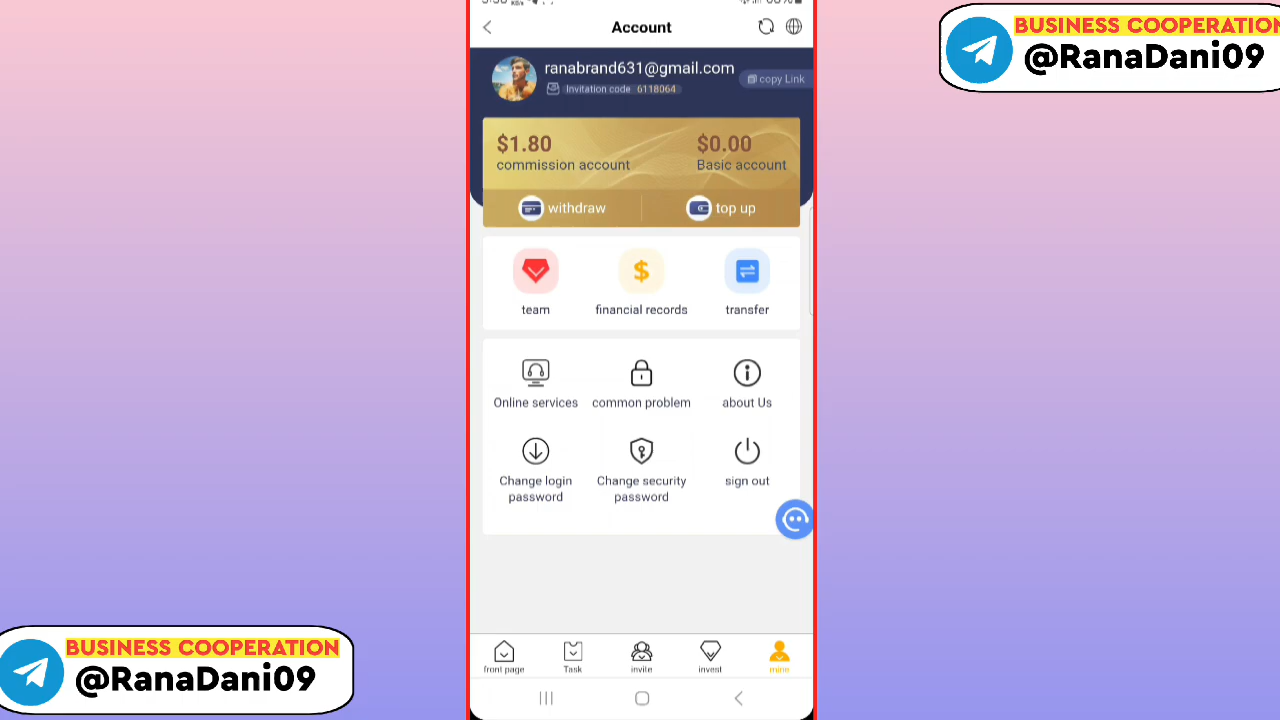 Account
BUSINESS COOPERATION
@RanaDani09
ranabrand631@gmail.com
copy Link
Invitation code 6118064
$1.80 $0.00
commission account Basic account
withdraw top up
team financial records transfer
Online services common problem about Us
Change login password
Change security password
sign out
BUSINESS COOPERATION
@RanaDani09
front page Task invite invest mine